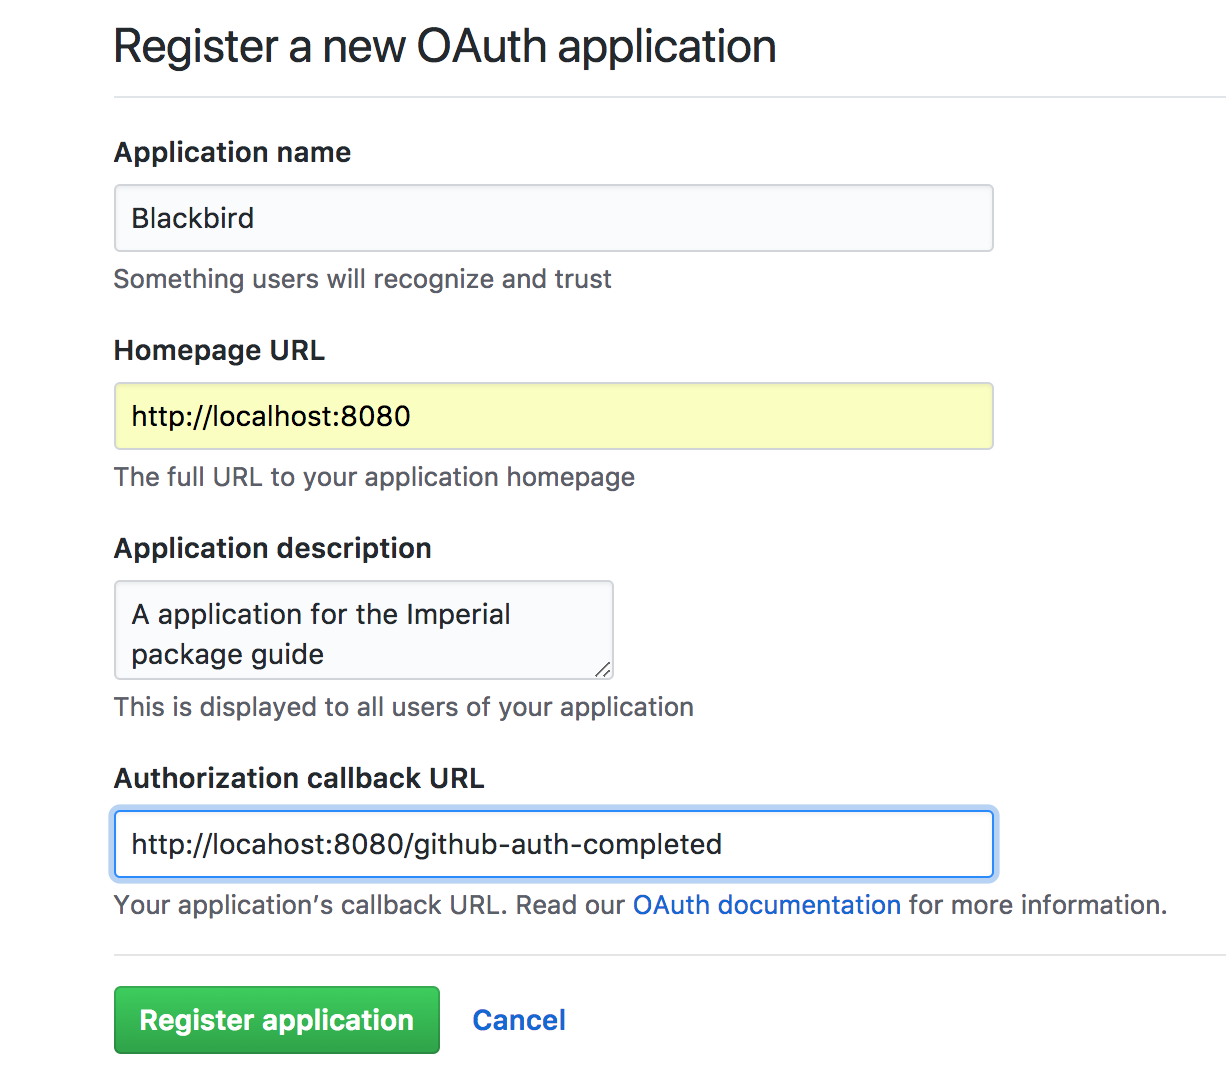 Register a new OAuth application
Application name
Blackbird
Something users will recognize and trust
Homepage URL
http://localhost:8080
The full URL to your application homepage
Application description
A application for the Imperial
package guide
This is displayed to all users of your application
Authorization callback URL
http://locahost:8080/github-auth-completed
Your application’s callback URL. Read our OAuth documentation for more information.
Register application Cancel